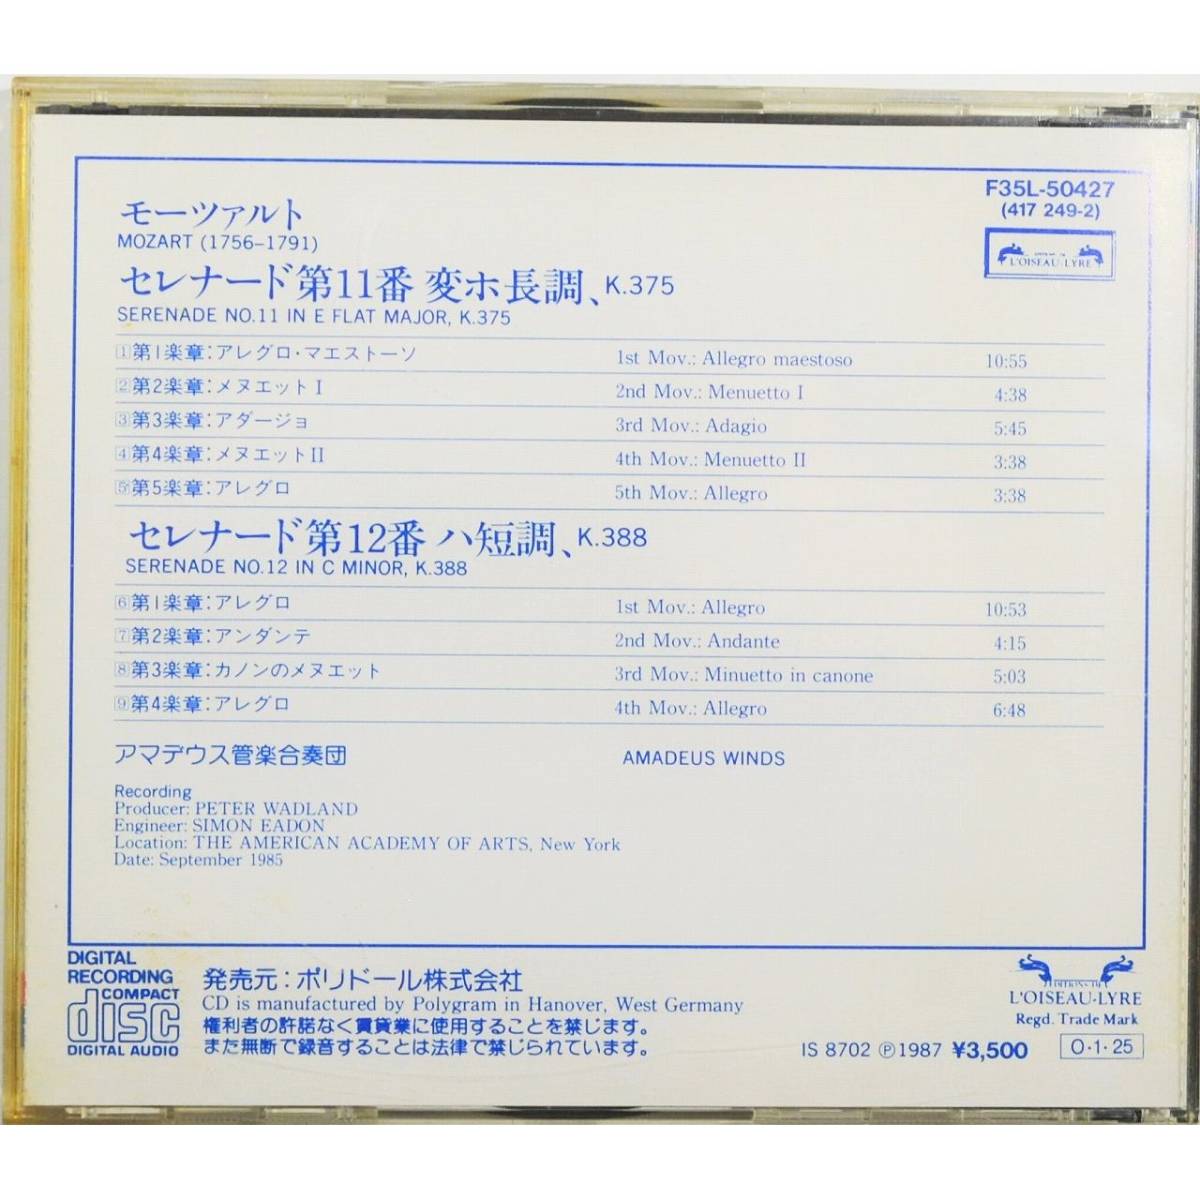 F35L-50427
(417 249-2)
L'OISEAU-LYRE
モーツァルト
MOZART (1756–1791)
セレナード第11番 変ホ長調、K.375
SERENADE NO.11 IN E FLAT MAJOR, K.375
1 第1楽章:アレグロ・マエストーソ 1st Mov.: Allegro maestoso 10:55
2 第2楽章:メヌエットI 2nd Mov.: Menuetto I 4:38
3 第3楽章:アダージョ 3rd Mov.: Adagio 5:45
4 第4楽章:メヌエットII 4th Mov.: Menuetto II 3:38
5 第5楽章:アレグロ 5th Mov.: Allegro 3:38
セレナード第12番 ハ短調、K.388
SERENADE NO.12 IN C MINOR, K.388
6 第1楽章:アレグロ 1st Mov.: Allegro 10:53
7 第2楽章:アンダンテ 2nd Mov.: Andante 4:15
8 第3楽章:カノンのメヌエット 3rd Mov.: Minuetto in canone 5:03
9 第4楽章:アレグロ 4th Mov.: Allegro 6:48
アマデウス管楽合奏団 AMADEUS WINDS
Recording
Producer: PETER WADLAND
Engineer: SIMON EADON
Location: THE AMERICAN ACADEMY OF ARTS, New York
Date: September 1985
DIGITAL
RECORDING
COMPACT
disc
DIGITAL AUDIO
発売元:ポリドール株式会社
CD is manufactured by Polygram in Hanover, West Germany
権利者の許諾なく賃貸業に使用することを禁じます。
また無断で録音することは法律で禁じられています。
EDITIONS DE
L'OISEAU-LYRE
Regd. Trade Mark
IS 8702 ℗1987 ¥3,500 O・1・25